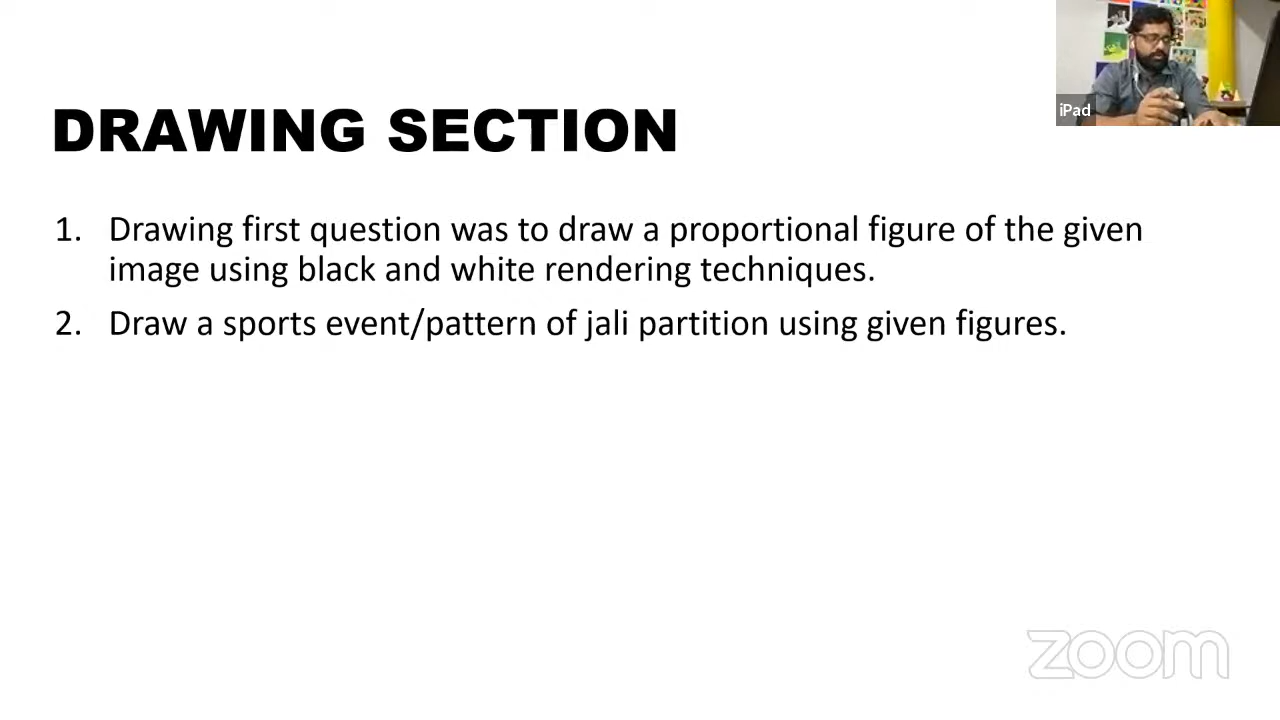 iPad
DRAWING SECTION
1. Drawing first question was to draw a proportional figure of the given
image using black and white rendering techniques.
2. Draw a sports event/pattern of jali partition using given figures.
zoom